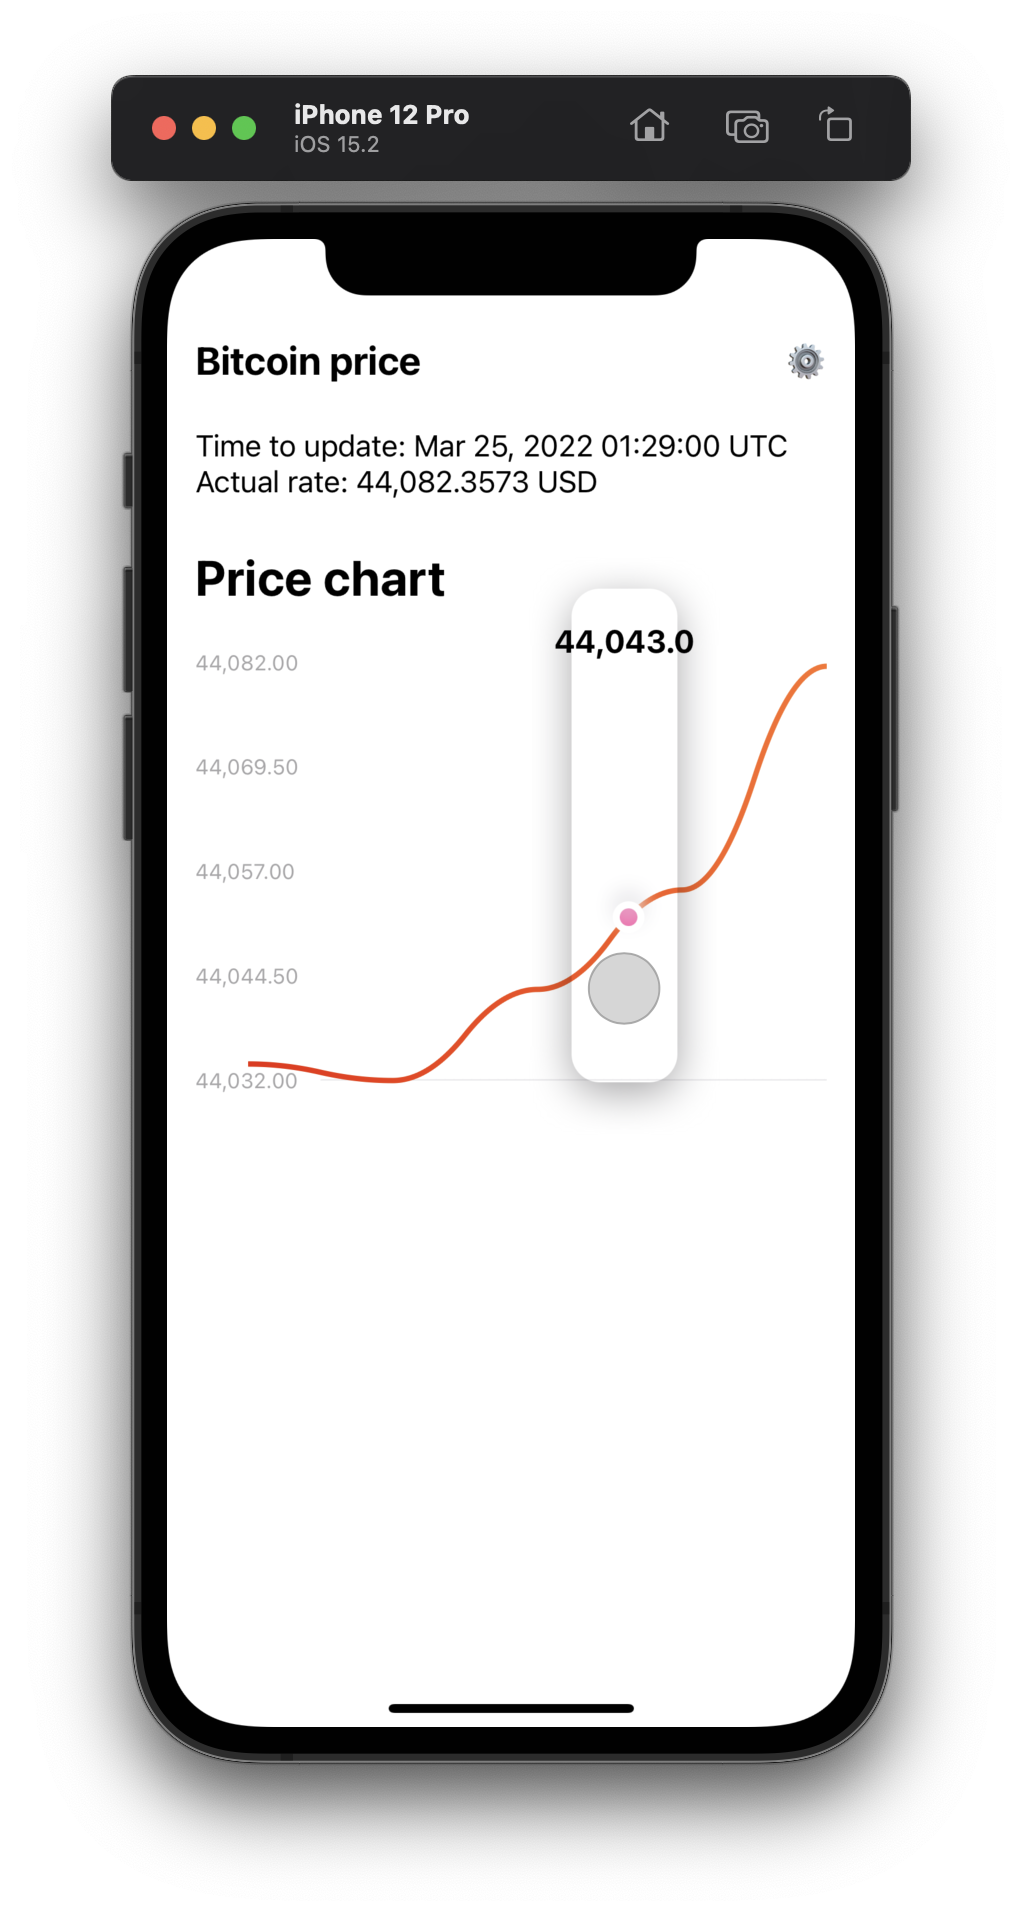 iPhone 12 Pro
iOS 15.2
Bitcoin price
Time to update: Mar 25, 2022 01:29:00 UTC
Actual rate: 44,082.3573 USD
Price chart
44,043.0
44,082.00
44,069.50
44,057.00
44,044.50
44,032.00